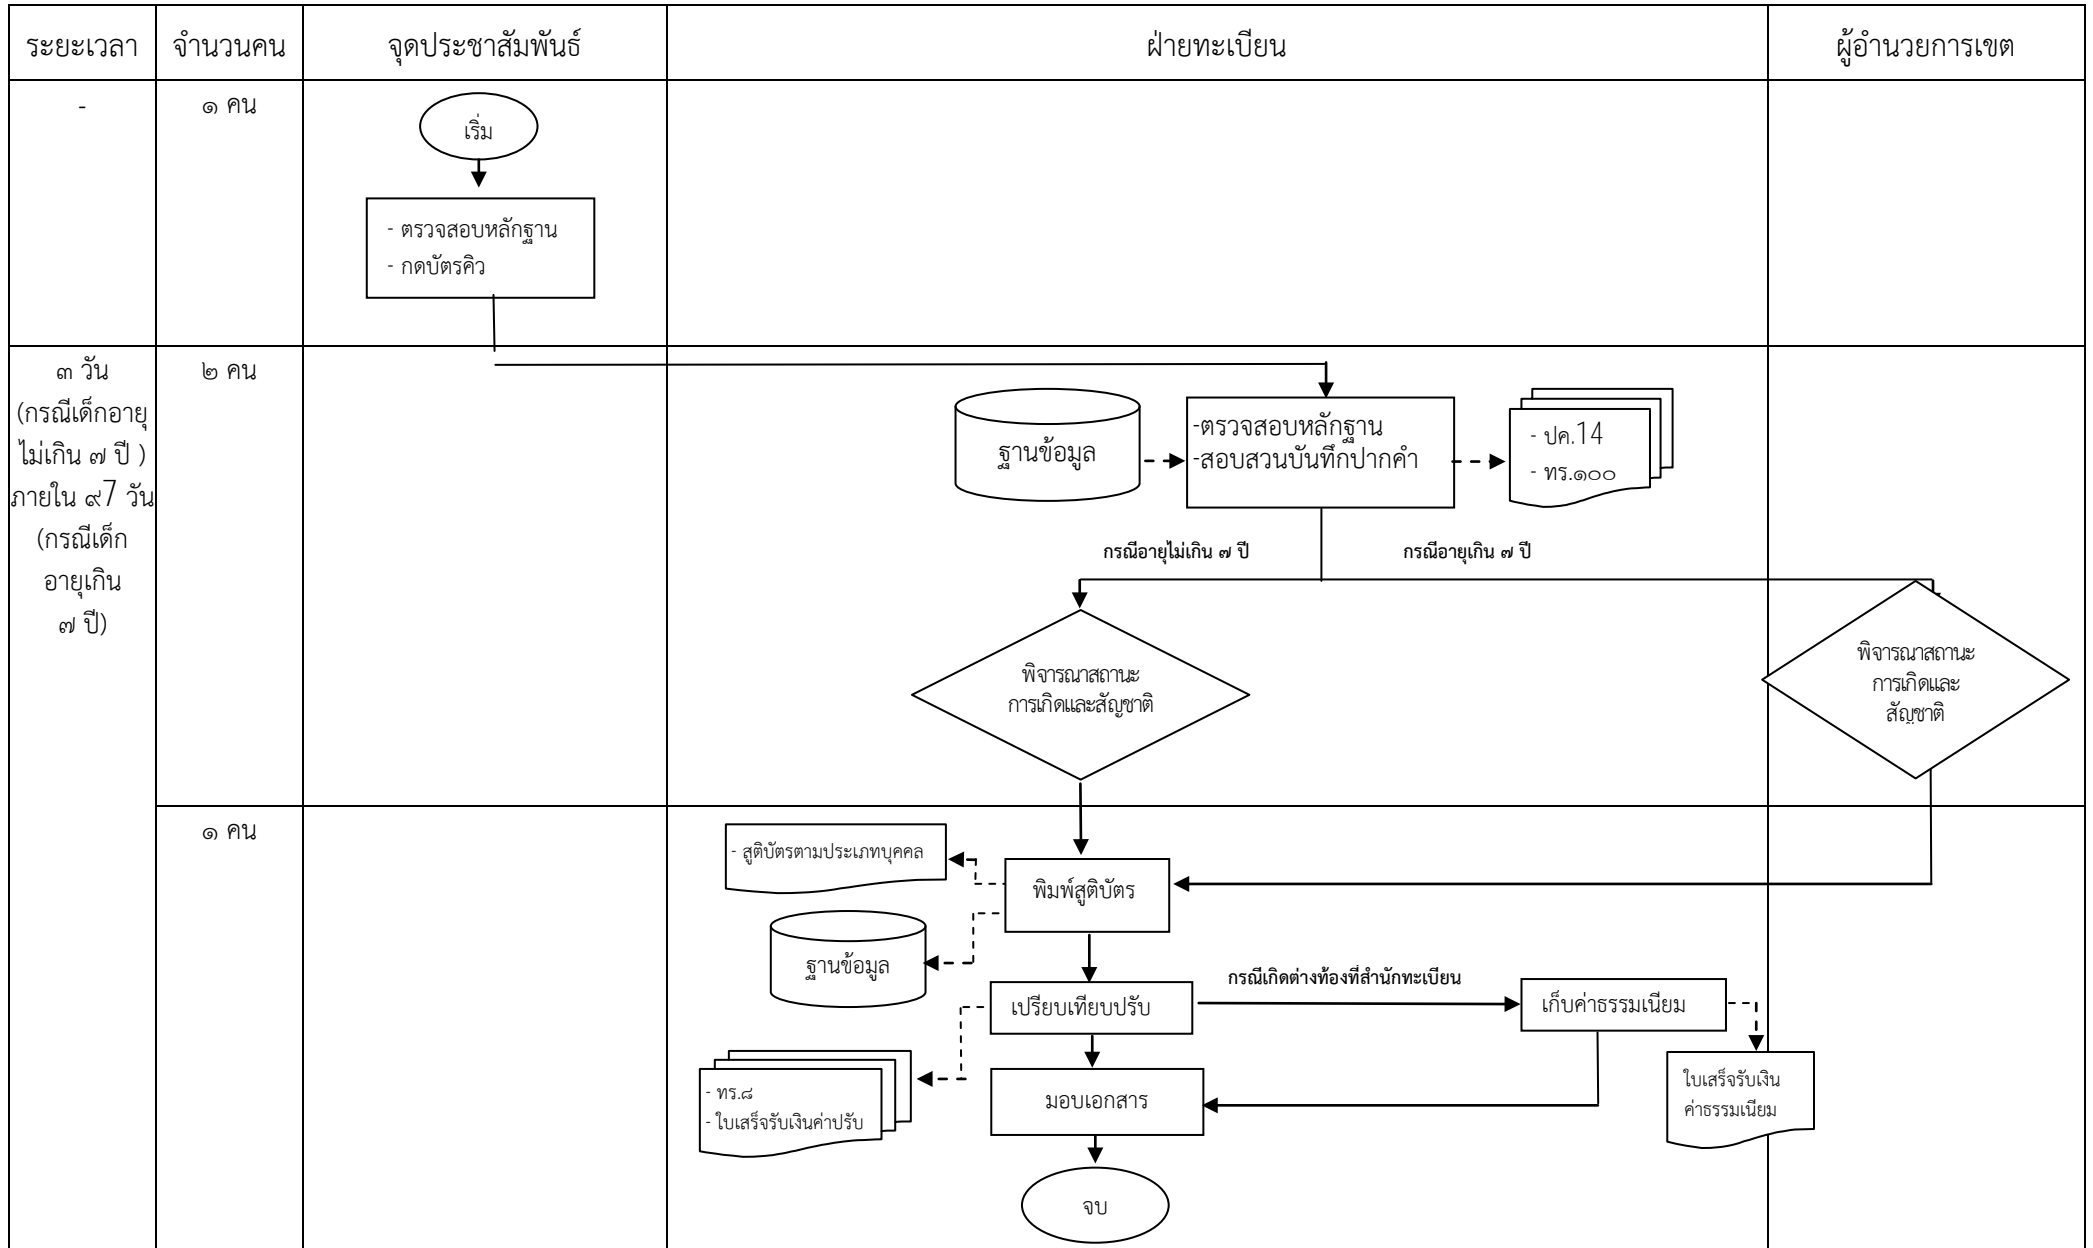 ระยะเวลา
จำนวนคน
จุดประชาสัมพันธ์
ฝ่ายทะเบียน
ผู้อำนวยการเขต
-
๑ คน
เริ่ม
- ตรวจสอบหลักฐาน
- กดบัตรคิว
๓ วัน
(กรณีเด็กอายุ
ไม่เกิน ๗ ปี )
ภายใน ๙7 วัน
(กรณีเด็ก
อายุเกิน
๗ ปี)
๒ คน
ฐานข้อมูล
-ตรวจสอบหลักฐาน
-สอบสวนบันทึกปากคำ
- ปค.14
- ทร.๑๐๐
กรณีอายุไม่เกิน ๗ ปี
กรณีอายุเกิน ๗ ปี
พิจารณาสถานะ
การเกิดและสัญชาติ
พิจารณาสถานะ
การเกิดและ
สัญชาติ
๑ คน
- สูติบัตรตามประเภทบุคคล
พิมพ์สูติบัตร
ฐานข้อมูล
กรณีเกิดต่างท้องที่สำนักทะเบียน
เปรียบเทียบปรับ
เก็บค่าธรรมเนียม
- ทร.๘
- ใบเสร็จรับเงินค่าปรับ
มอบเอกสาร
ใบเสร็จรับเงิน
ค่าธรรมเนียม
จบ